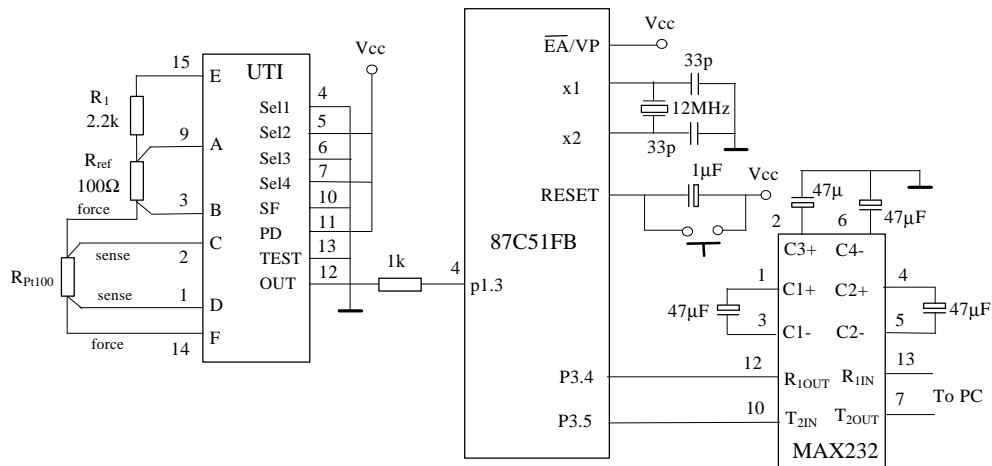 UTI
15
E
R1
2.2k
9
A
Rref
100Ω
3
B
force
C
sense
2
RPt100
sense
1
D
F
force
14
Sel1
4
Sel2
5
Sel3
6
Sel4
7
SF
10
PD
11
TEST
13
OUT
12
Vcc
1k
4
p1.3
87C51FB
EA/VP
Vcc
x1
33p
12MHz
x2
33p
1µF
Vcc
RESET
P3.4
P3.5
47µ
2
47µF
6
C3+
C4-
1
C1+
C2+
4
47µF
47µF
3
C1-
C2-
5
12
R1OUT
R1IN
13
10
T2IN
T2OUT
7
To PC
MAX232